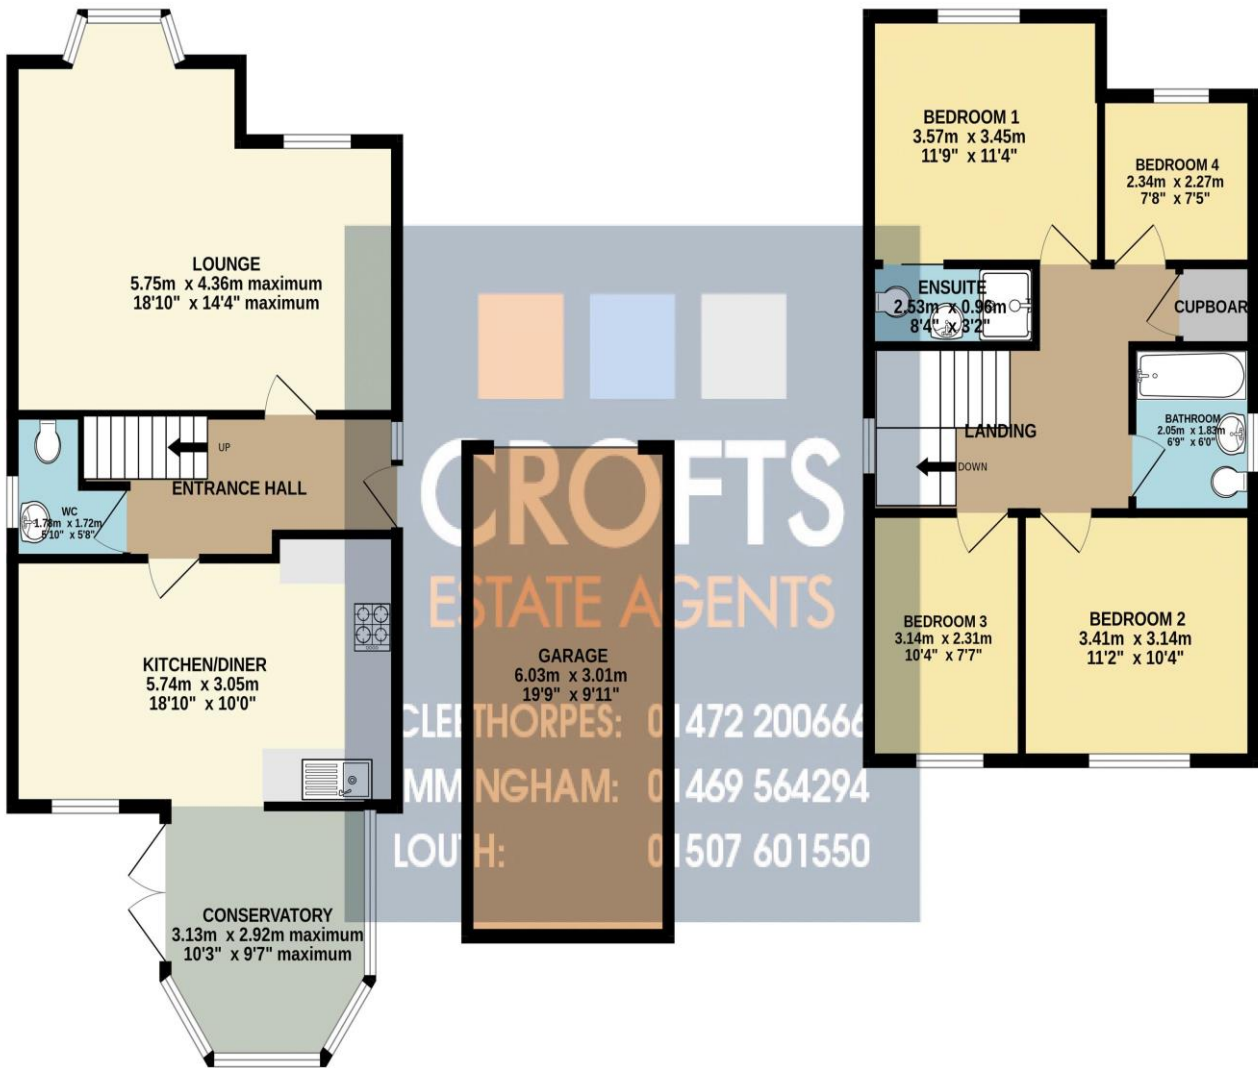 LOUNGE
5.75m x 4.36m maximum
18'10" x 14'4" maximum
UP
ENTRANCE HALL
WC
1.78m x 1.72m
5'10" x 5'8"
KITCHEN/DINER
5.74m x 3.05m
18'10" x 10'0"
CONSERVATORY
3.13m x 2.92m maximum
10'3" x 9'7" maximum
CROFTS
ESTATE AGENTS
CLEETHORPES: 01472 200666
IMMINGHAM: 01469 564294
LOUTH: 01507 601550
GARAGE
6.03m x 3.01m
19'9" x 9'11"
BEDROOM 1
3.57m x 3.45m
11'9" x 11'4"
BEDROOM 4
2.34m x 2.27m
7'8" x 7'5"
ENSUITE
2.53m x 0.96m
8'4" x 3'2"
CUPBOAR
LANDING
DOWN
BATHROOM
2.05m x 1.83m
6'9" x 6'0"
BEDROOM 3
3.14m x 2.31m
10'4" x 7'7"
BEDROOM 2
3.41m x 3.14m
11'2" x 10'4"